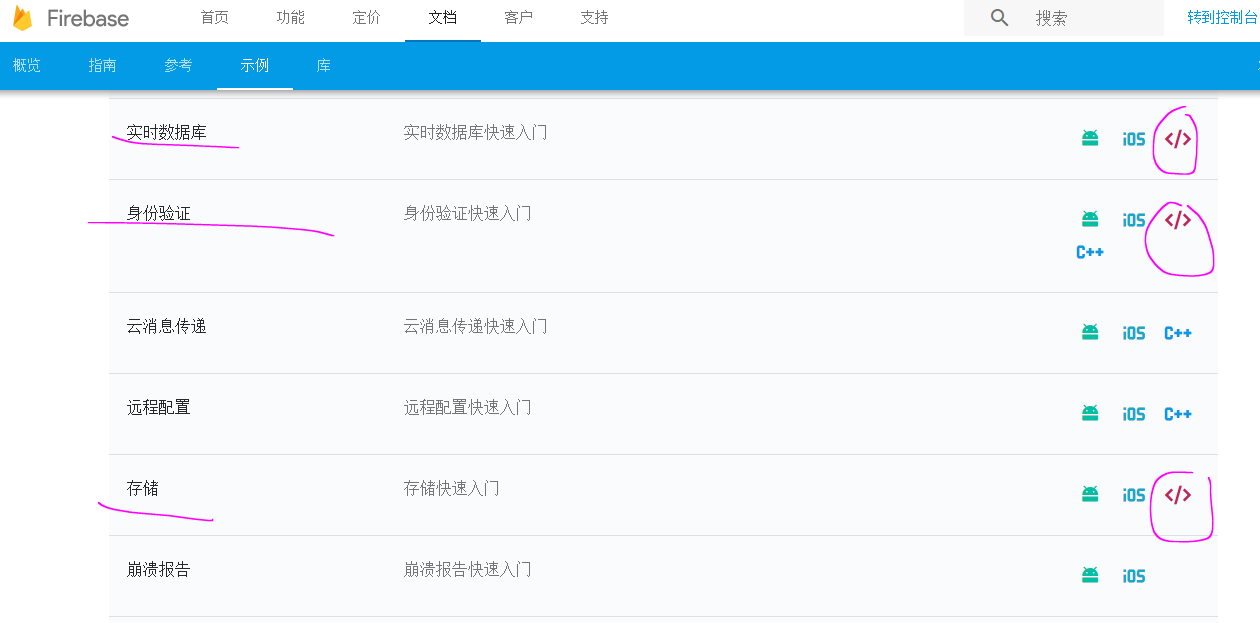 Firebase 首页 功能 定价 文档 客户 支持 搜索 转到控制台
概览 指南 参考 示例 库
实时数据库 实时数据库快速入门 iOS </>
身份验证 身份验证快速入门 iOS </>
C++
云消息传递 云消息传递快速入门 iOS C++
远程配置 远程配置快速入门 iOS C++
存储 存储快速入门 iOS </>
崩溃报告 崩溃报告快速入门 iOS